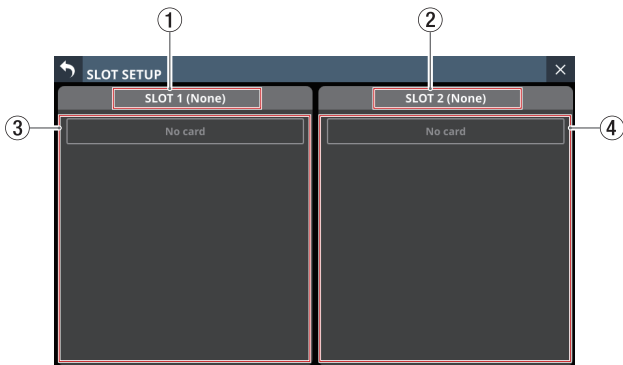 ① ②
SLOT SETUP
SLOT 1 (None) SLOT 2 (None)
③ No card No card ④